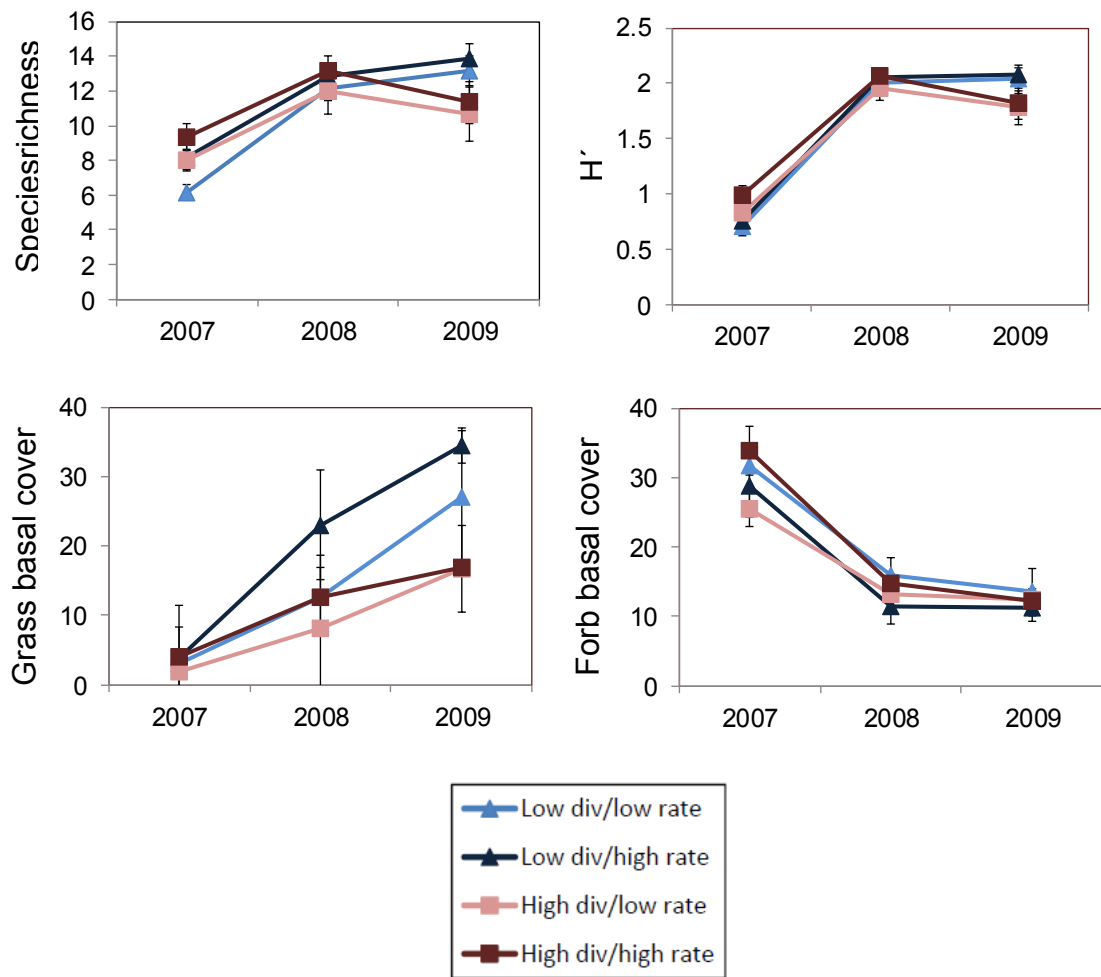 Speciesrichness
16
14
12
10
8
6
4
2
0
2007 2008 2009
H´
2.5
2
1.5
1
0.5
0
2007 2008 2009
Grass basal cover
40
30
20
10
0
2007 2008 2009
Forb basal cover
40
30
20
10
0
2007 2008 2009
Low div/low rate
Low div/high rate
High div/low rate
High div/high rate